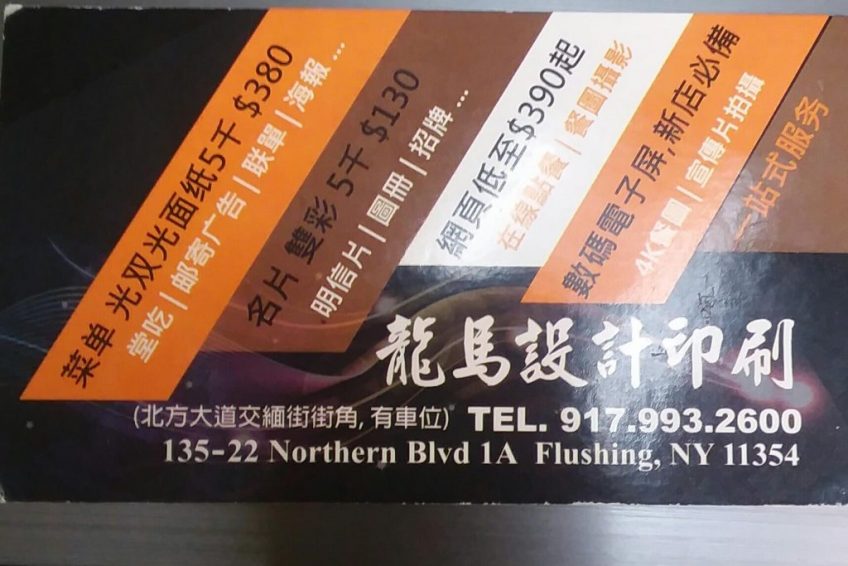 菜单 光双光面纸5千 $380
堂吃 | 邮寄广告 | 联單 | 海報 ...
名片 雙彩 5千 $130
明信片 | 圖冊 | 招牌 ...
網頁低至$390起
在線點餐 | 餐圖攝影
數碼電子屏,新店必備
4K餐圖 | 宣傳片拍攝
一站式服务
龍馬設計印刷
(北方大道交緬街街角,有車位) TEL. 917.993.2600
135-22 Northern Blvd 1A Flushing, NY 11354